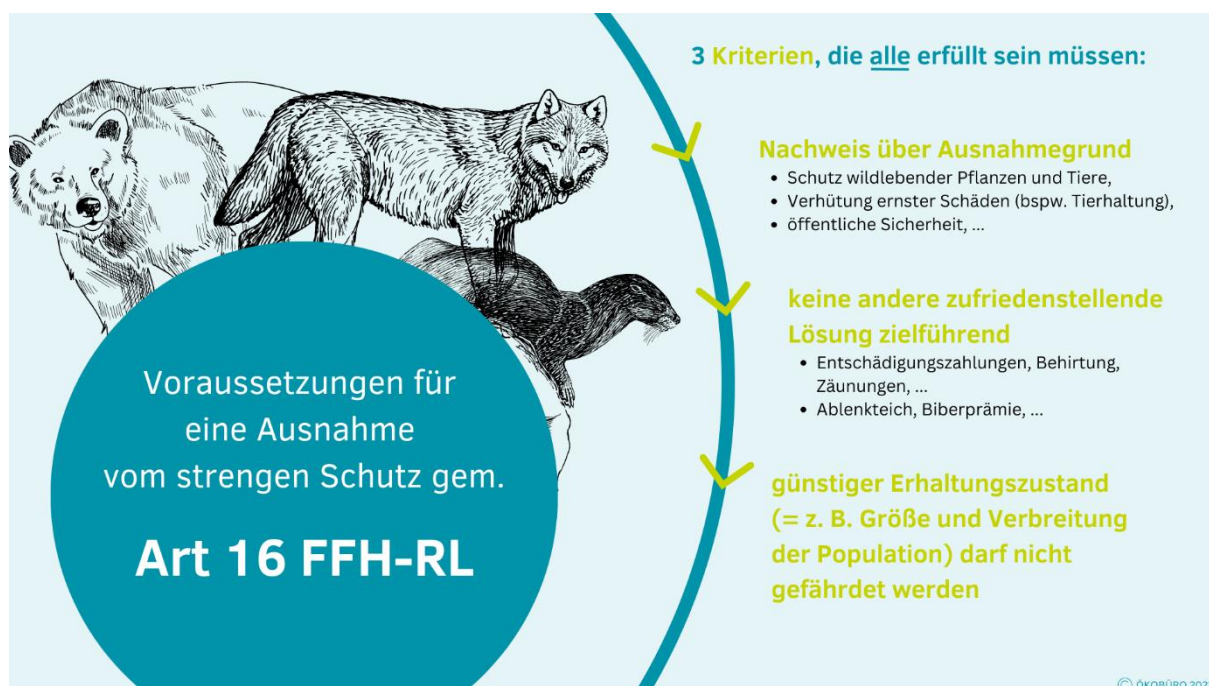 3 Kriterien, die alle erfüllt sein müssen:
Nachweis über Ausnahmegrund
• Schutz wildlebender Pflanzen und Tiere,
• Verhütung ernster Schäden (bspw. Tierhaltung),
• öffentliche Sicherheit, ...
keine andere zufriedenstellende
Lösung zielführend
• Entschädigungszahlungen, Behirtung,
Zäunungen, ...
• Ablenkteich, Biberprämie, ...
günstiger Erhaltungszustand
(= z. B. Größe und Verbreitung
der Population) darf nicht
gefährdet werden
Voraussetzungen für
eine Ausnahme
vom strengen Schutz gem.
Art 16 FFH-RL
© ÖKOBÜRO